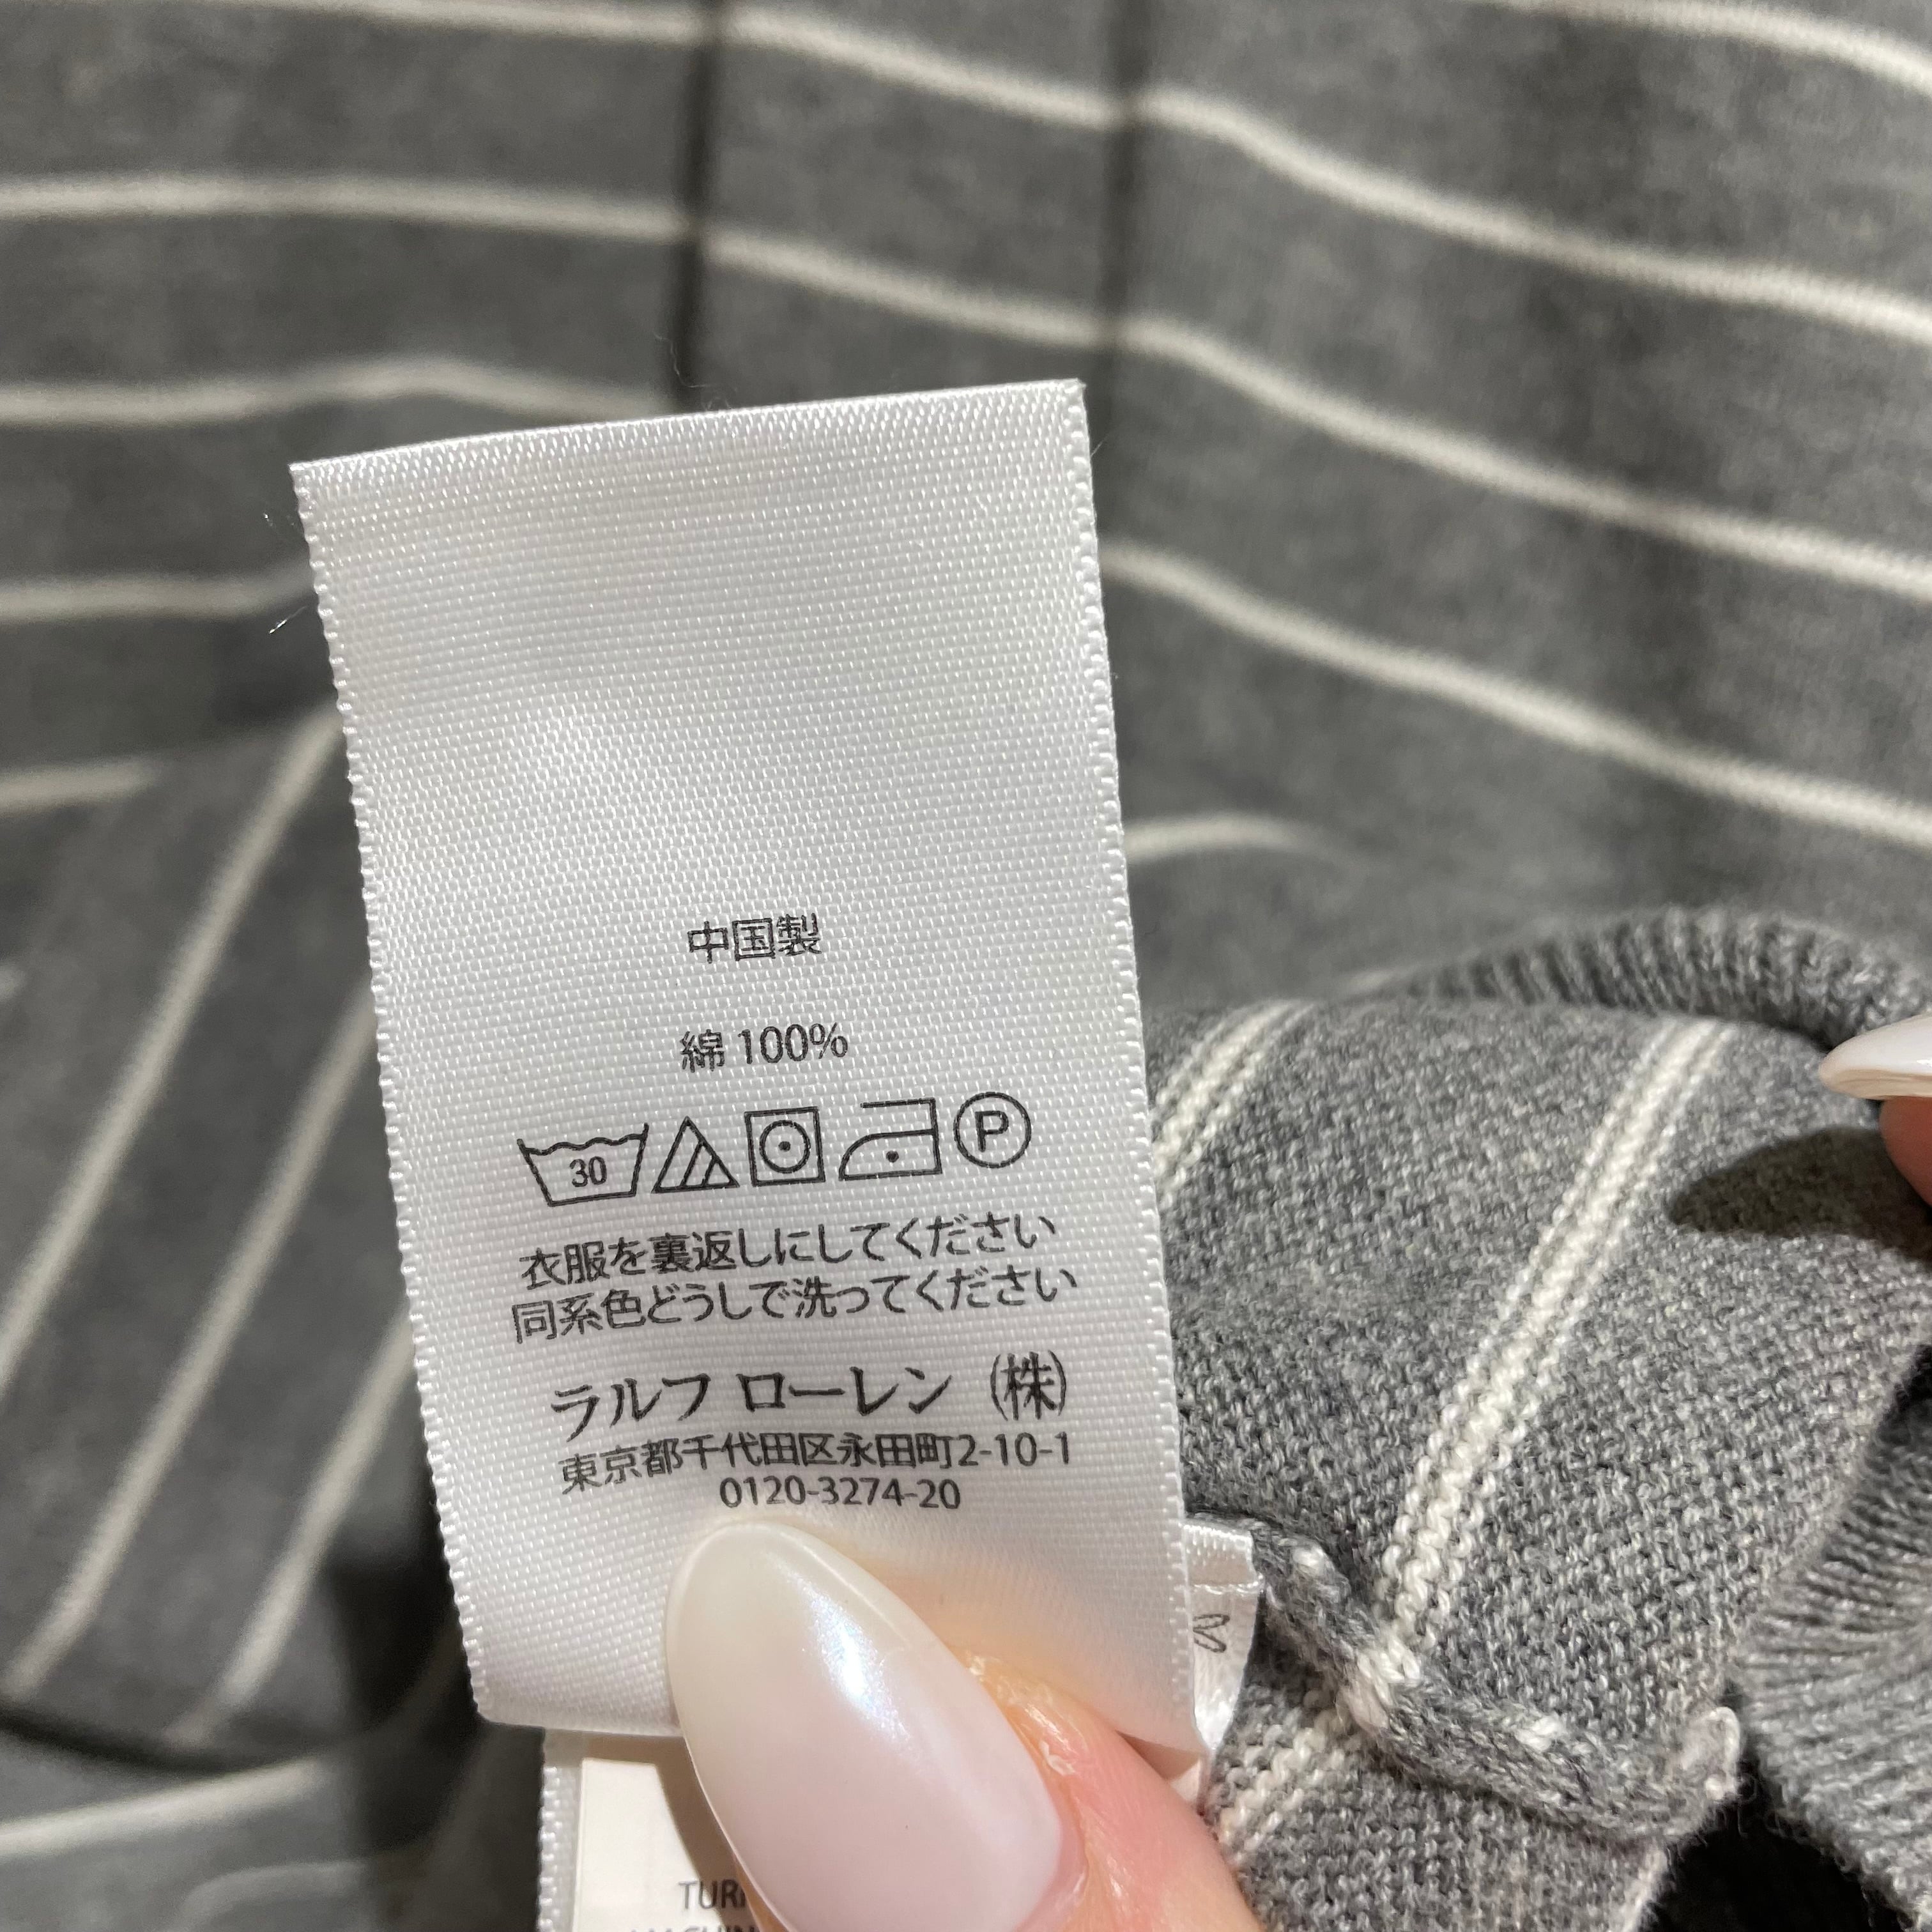 中国製
綿 100%
30
P
衣服を裏返しにしてください
同系色どうしで洗ってください
ラルフ ローレン (株)
東京都千代田区永田町2-10-1
0120-3274-20
M